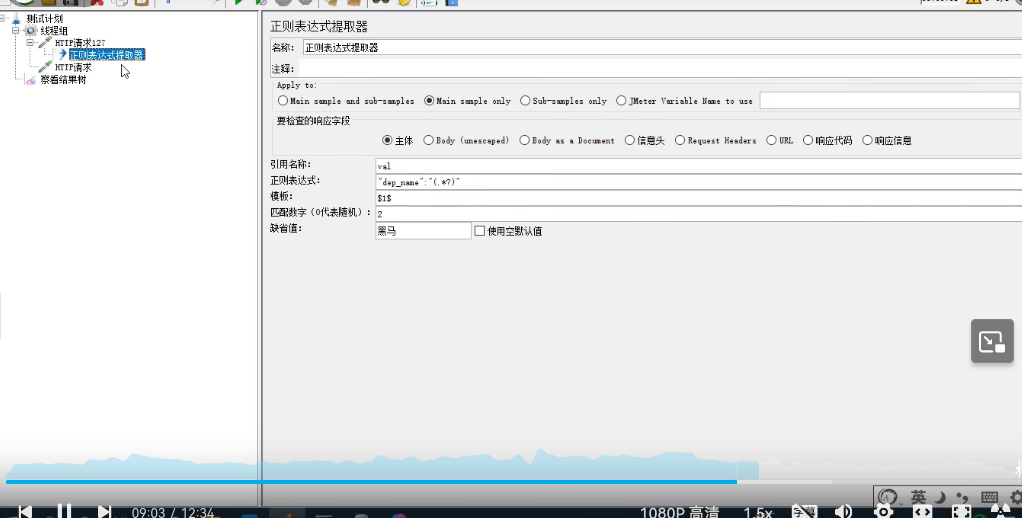 测试计划
线程组
HTTP请求127
正则表达式提取器
HTTP请求
察看结果树
正则表达式提取器
名称: 正则表达式提取器
注释:
Apply to:
Main sample and sub-samples Main sample only Sub-samples only JMeter Variable Name to use
要检查的响应字段
主体 Body (unescaped) Body as a Document 信息头 Request Headers URL 响应代码 响应信息
引用名称: val
正则表达式: "dep_name":"(.*?)"
模板: $1$
匹配数字（0代表随机）: 2
缺省值: 黑马 使用空默认值
英
09:03 / 12:34 1080P 高清 1.5x 字幕